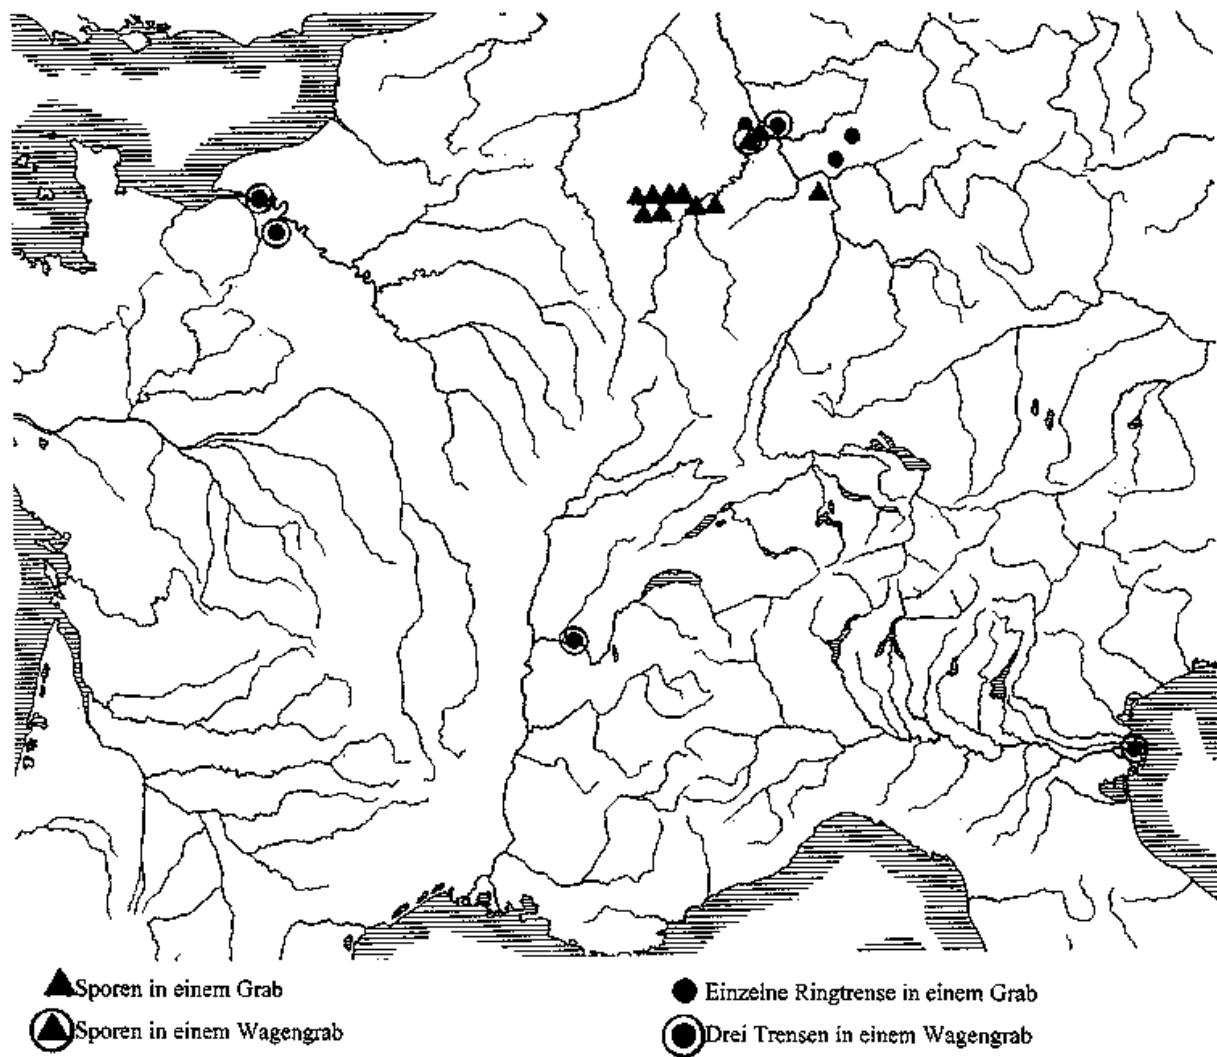 Sporen in einem Grab
Sporen in einem Wagengrab
Einzelne Ringtrense in einem Grab
Drei Trensen in einem Wagengrab